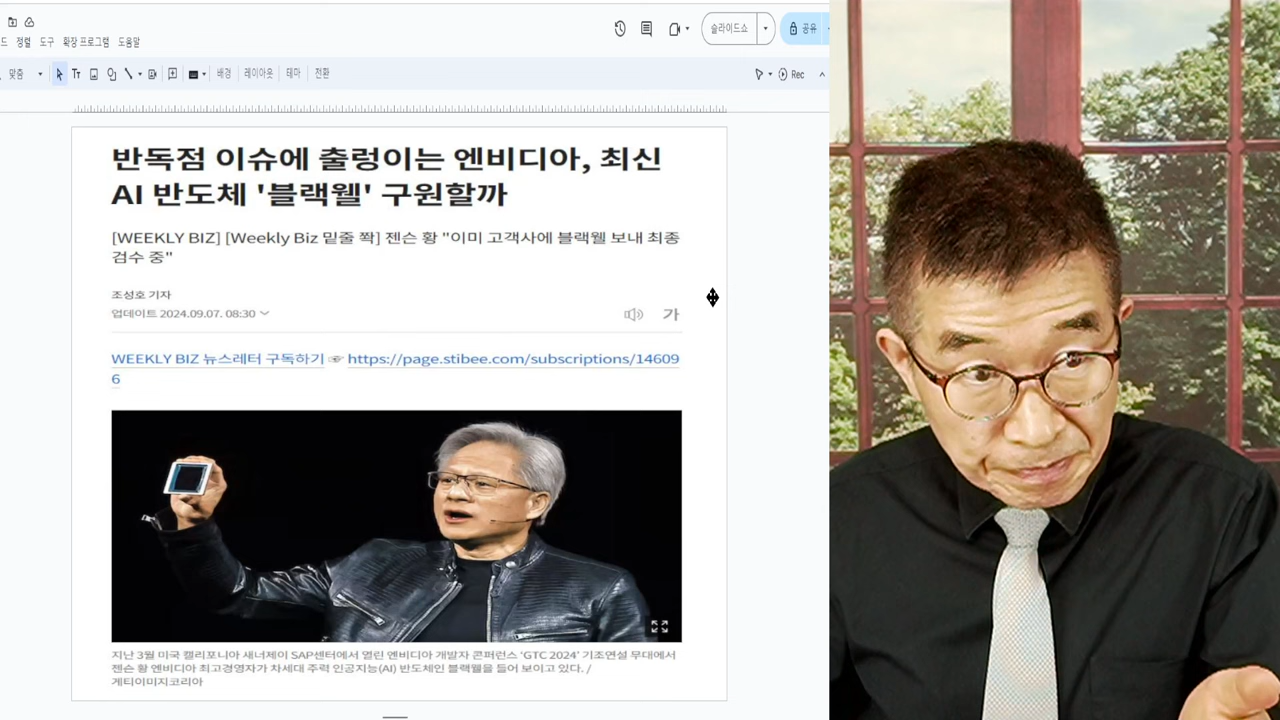 드 정렬 도구 확장 프로그램 도움말
슬라이드쇼
공유
맞춤
Tт
배경 레이아웃 테마 전환
Rec
반독점 이슈에 출렁이는 엔비디아, 최신
AI 반도체 '블랙웰' 구원할까
[WEEKLY BIZ] [Weekly Biz 밑줄 쫙] 젠슨 황 "이미 고객사에 블랙웰 보내 최종
검수 중"
조성호 기자
업데이트 2024.09.07. 08:30
가
WEEKLY BIZ 뉴스레터 구독하기 ☞ https://page.stibee.com/subscriptions/14609
6
지난 3월 미국 캘리포니아 새너제이 SAP센터에서 열린 엔비디아 개발자 콘퍼런스 ‘GTC 2024’ 기조연설 무대에서
젠슨 황 엔비디아 최고경영자가 차세대 주력 인공지능(AI) 반도체인 블랙웰을 들어 보이고 있다. /
게티이미지코리아